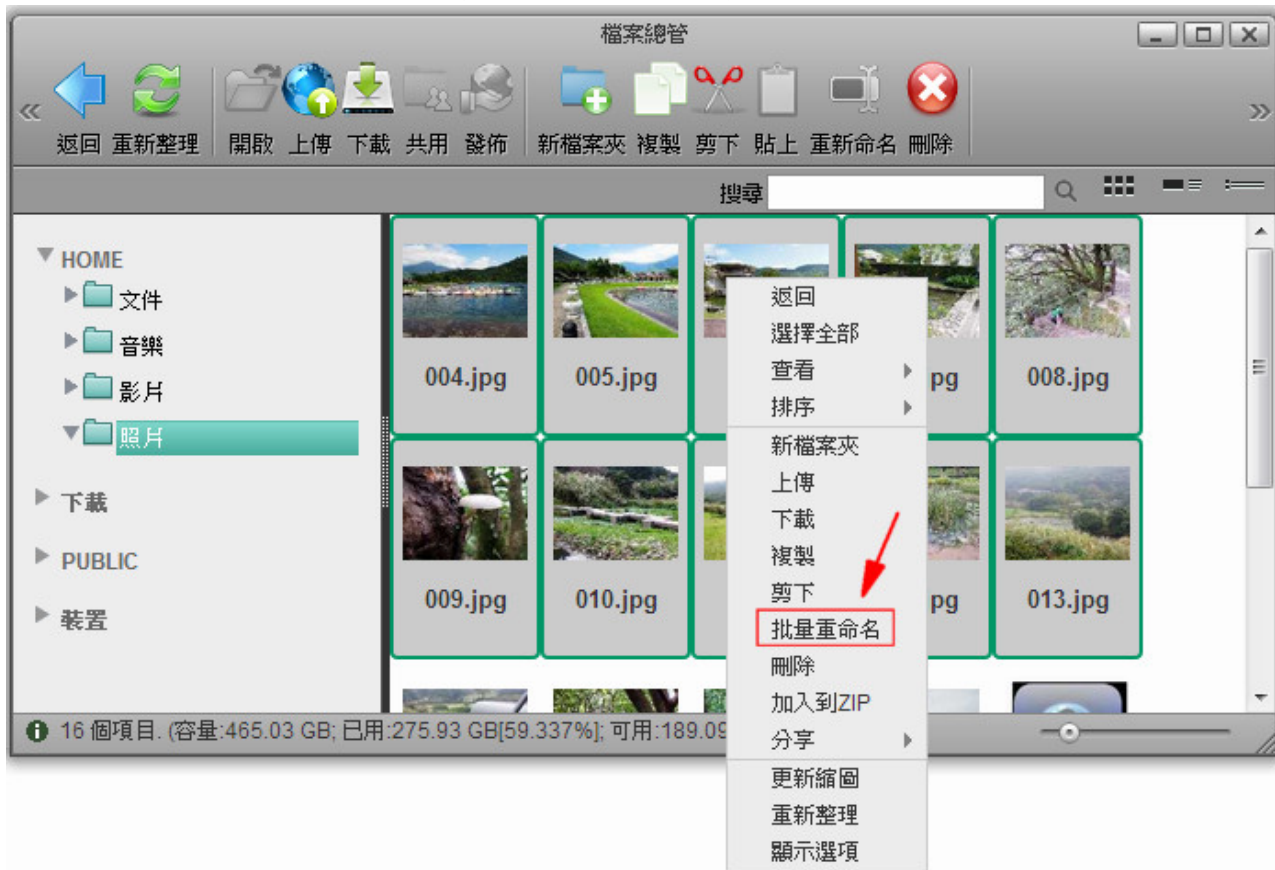 檔案總管
返回 重新整理 開啟 上傳 下載 共用 發佈 新檔案夾 複製 剪下 貼上 重新命名 刪除
搜尋
HOME
文件
音樂
影片
照片
下載
PUBLIC
裝置
004.jpg 005.jpg pg 008.jpg
009.jpg 010.jpg pg 013.jpg
返回
選擇全部
查看
排序
新檔案夾
上傳
下載
複製
剪下
批量重命名
刪除
加入到ZIP
分享
更新縮圖
重新整理
顯示選項
16 個項目. (容量:465.03 GB; 已用:275.93 GB[59.337%]; 可用:189.09